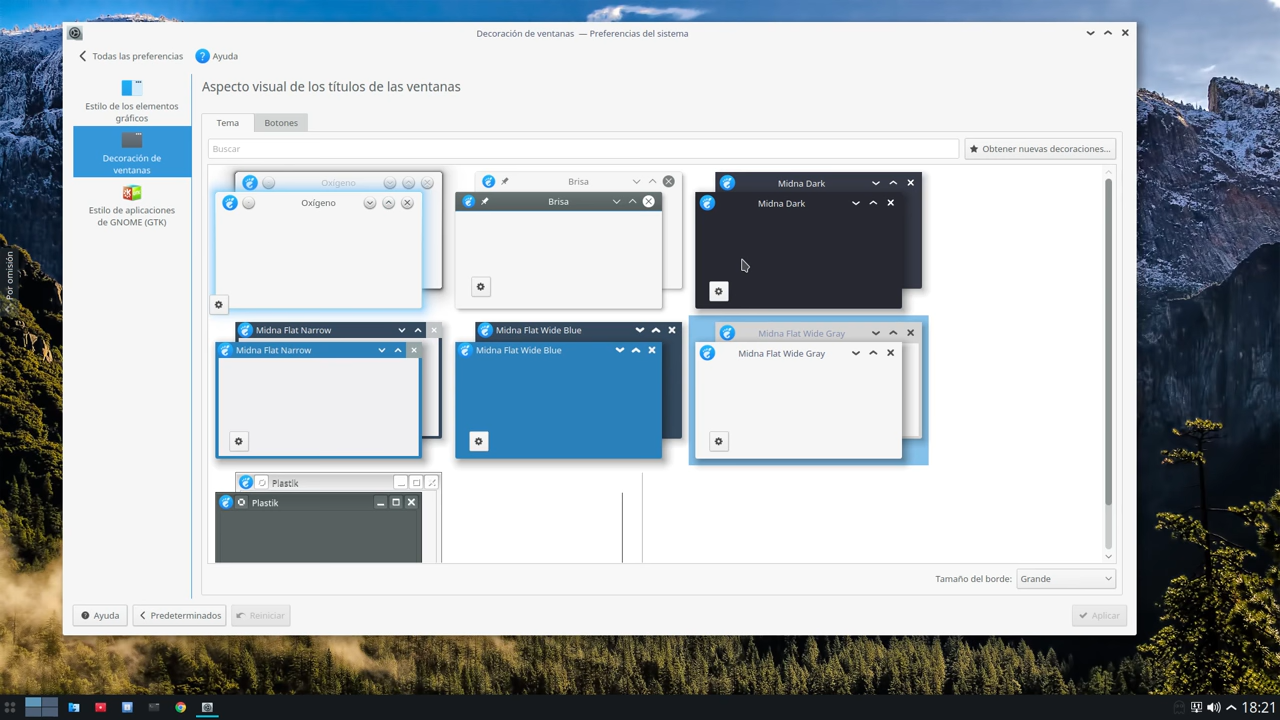 Decoración de ventanas — Preferencias del sistema
Todas las preferencias
Ayuda
Estilo de los elementos
gráficos
Decoración de
ventanas
Estilo de aplicaciones
de GNOME (GTK)
Aspecto visual de los títulos de las ventanas
Tema
Botones
Buscar
Obtener nuevas decoraciones...
Oxígeno
Oxígeno
Brisa
Brisa
Midna Dark
Midna Dark
Midna Flat Narrow
Midna Flat Narrow
Midna Flat Wide Blue
Midna Flat Wide Blue
Midna Flat Wide Gray
Midna Flat Wide Gray
Plastik
Plastik
Tamaño del borde:
Grande
Ayuda
Predeterminados
Reiniciar
Aplicar
Por omisión
18:21